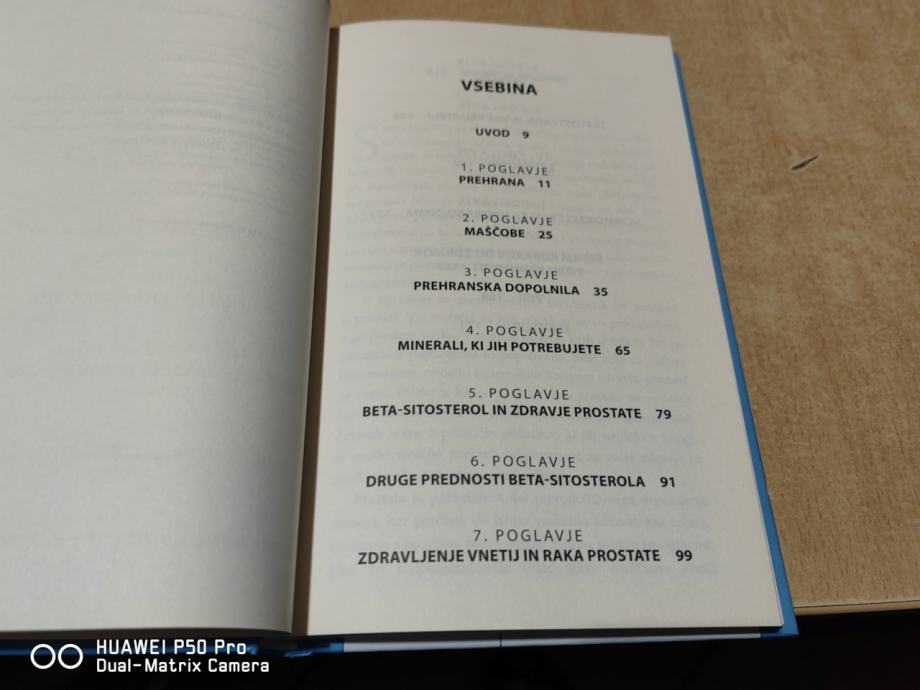 VSEBINA
UVOD 9
1. POGLAVJE
PREHRANA 11
2. POGLAVJE
MAŠČOBE 25
3. POGLAVJE
PREHRANSKA DOPOLNILA 35
4. POGLAVJE
MINERALI, KI JIH POTREBUJETE 65
5. POGLAVJE
BETA-SITOSTEROL IN ZDRAVJE PROSTATE 79
6. POGLAVJE
DRUGE PREDNOSTI BETA-SITOSTEROLA 91
7. POGLAVJE
ZDRAVLJENJE VNETIJ IN RAKA PROSTATE 99
HUAWEI P50 Pro
Dual-Matrix Camera